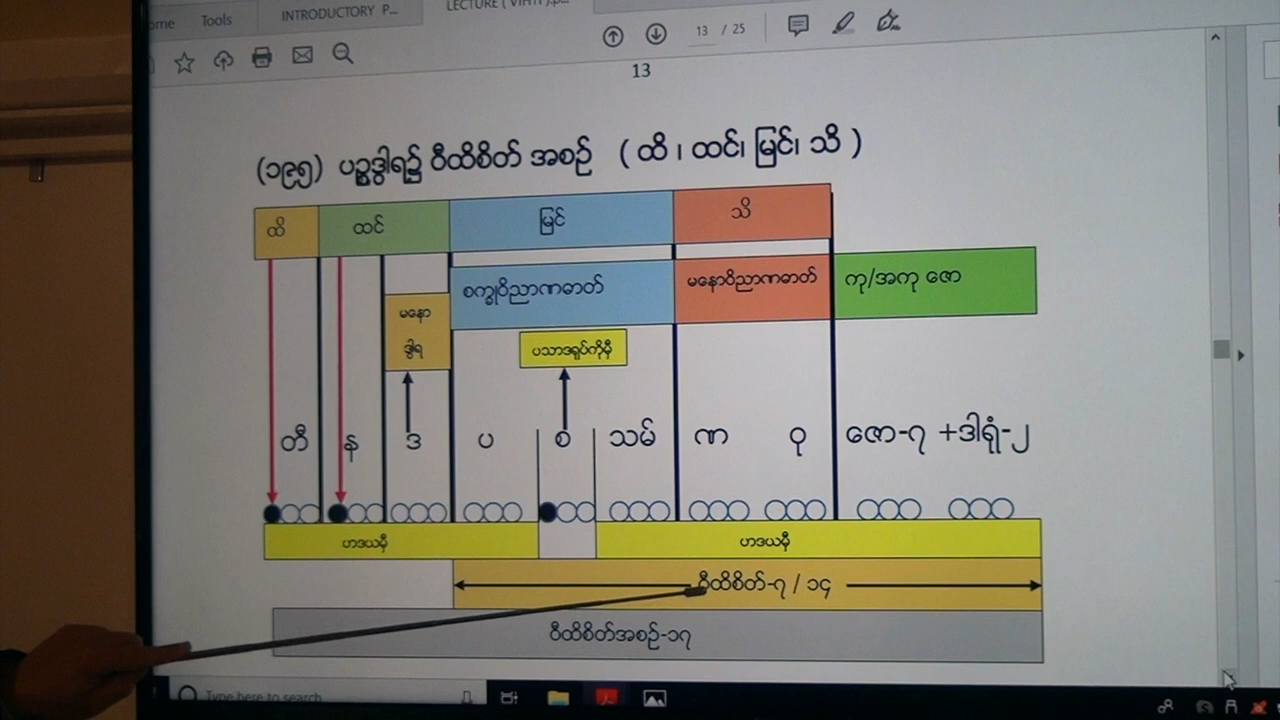 ome Tools INTRODUCTORY P... LECTURE ( VITHI ).p...
13 / 25
13
(၁၉၅) ပဉ္စဒွါရ၌ ဝီထိစိတ် အစဉ် ( ထိ ၊ ထင်၊ မြင်၊ သိ )
ထိ ထင် မြင် သိ
စက္ခုဝိညာဏဓာတ် မနောဝိညာဏဓာတ် ကု/အကု ဇော
မနော
ဒွါရ
ပသာဒရုပ်ကိုမှီ
တီ န ဒ ပ စ သမ် ဏ ဝု ဇော-၇ +ဒါရုံ-၂
ဟဒယမှီ ဟဒယမှီ
ဝီထိစိတ်-၇ / ၁၄
ဝီထိစိတ်အစဉ်-၁၇
Type here to search